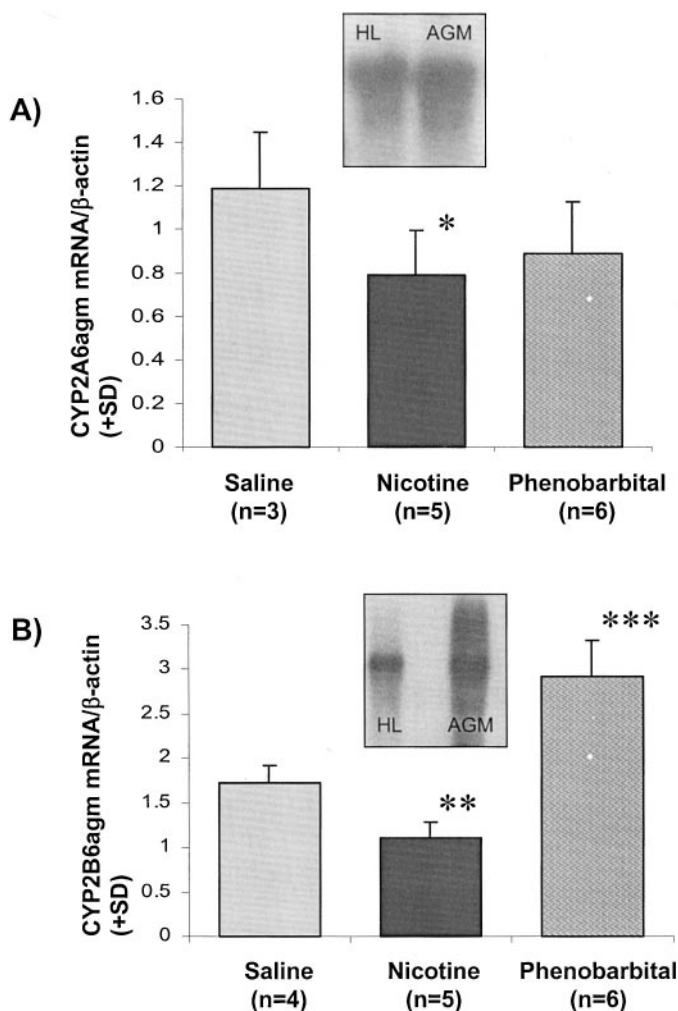 HL AGM
A)
1.6
1.4
1.2
1
0.8
0.6
0.4
0.2
0
CYP2A6agm mRNA/β-actin
(+SD)
*
Saline Nicotine Phenobarbital
(n=3) (n=5) (n=6)
B)
3.5
3
2.5
2
1.5
1
0.5
0
CYP2B6agm mRNA/β-actin
(+SD)
HL AGM
***
**
Saline Nicotine Phenobarbital
(n=4) (n=5) (n=6)